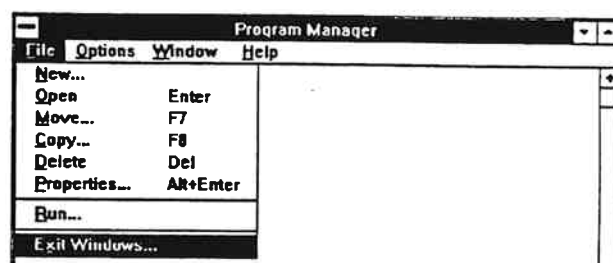 Program Manager
File Options Window Help
New...
Open Enter
Move... F7
Copy... F8
Delete Del
Properties... Alt+Enter
Run...
Exit Windows...